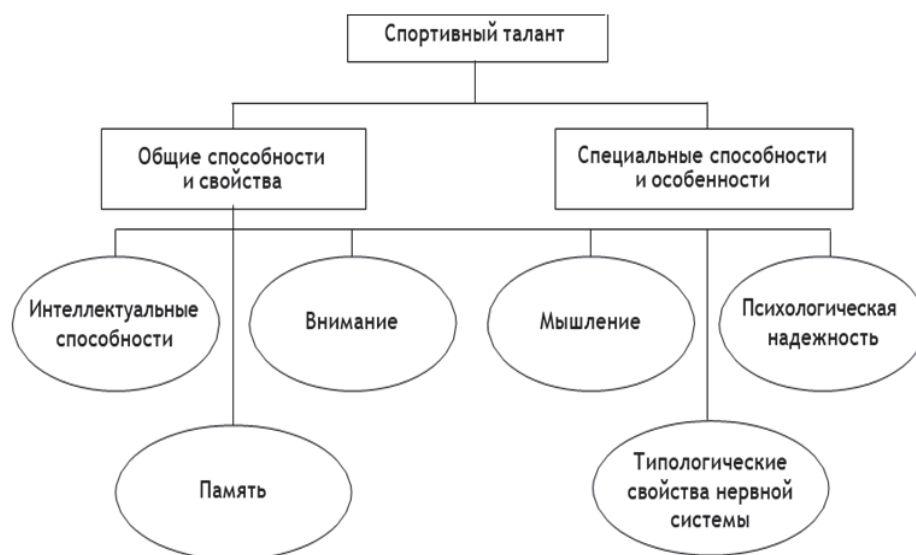 Спортивный талант
Общие способности
и свойства
Специальные способности
и особенности
Интеллектуальные
способности
Внимание
Мышление
Психологическая
надежность
Память
Типологические
свойства нервной
системы